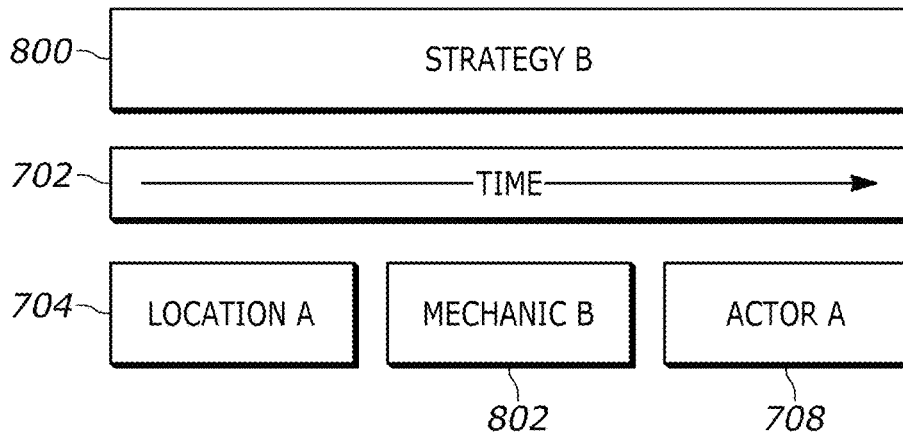 800 STRATEGY B
702 TIME
704 LOCATION A MECHANIC B ACTOR A
802 708